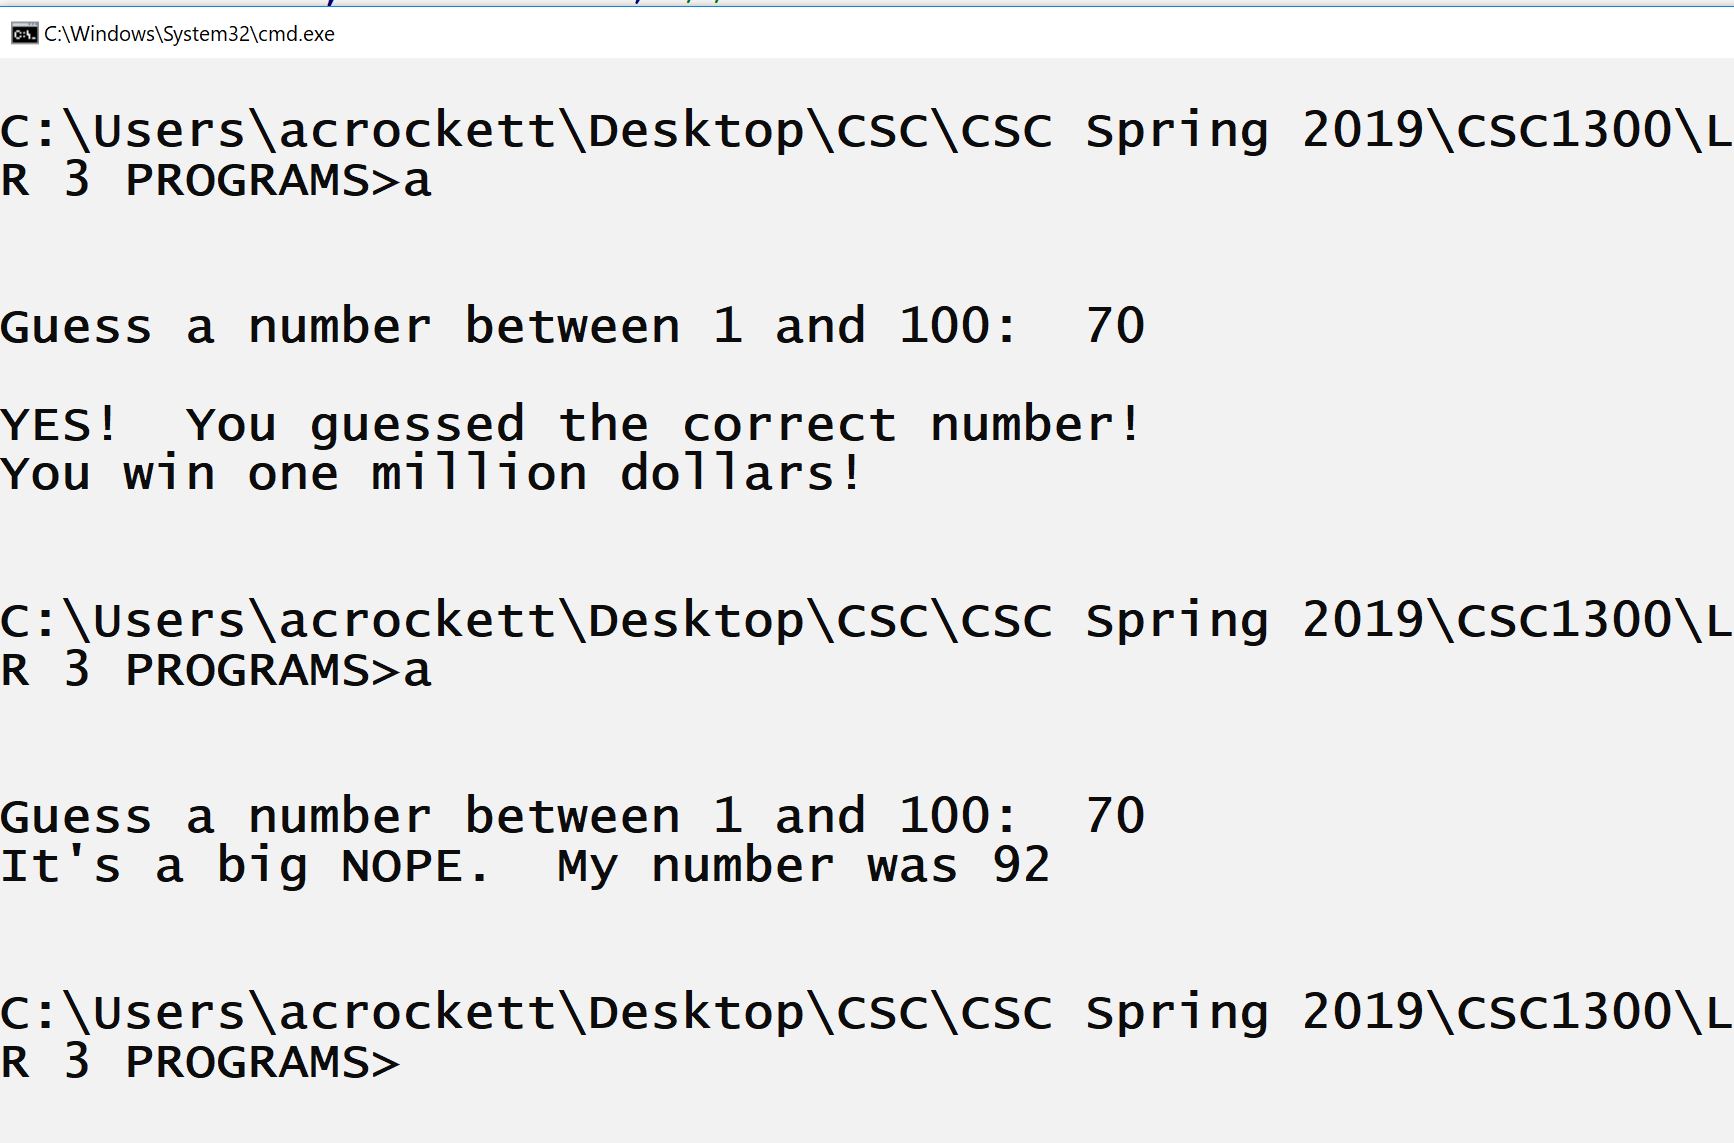 C:\Windows\System32\cmd.exe
C:\Users\acrockett\Desktop\CSC\CSC Spring 2019\CSC1300\L
R 3 PROGRAMS>a
Guess a number between 1 and 100:  70
YES!  You guessed the correct number!
You win one million dollars!
C:\Users\acrockett\Desktop\CSC\CSC Spring 2019\CSC1300\L
R 3 PROGRAMS>a
Guess a number between 1 and 100:  70
It's a big NOPE.  My number was 92
C:\Users\acrockett\Desktop\CSC\CSC Spring 2019\CSC1300\L
R 3 PROGRAMS>